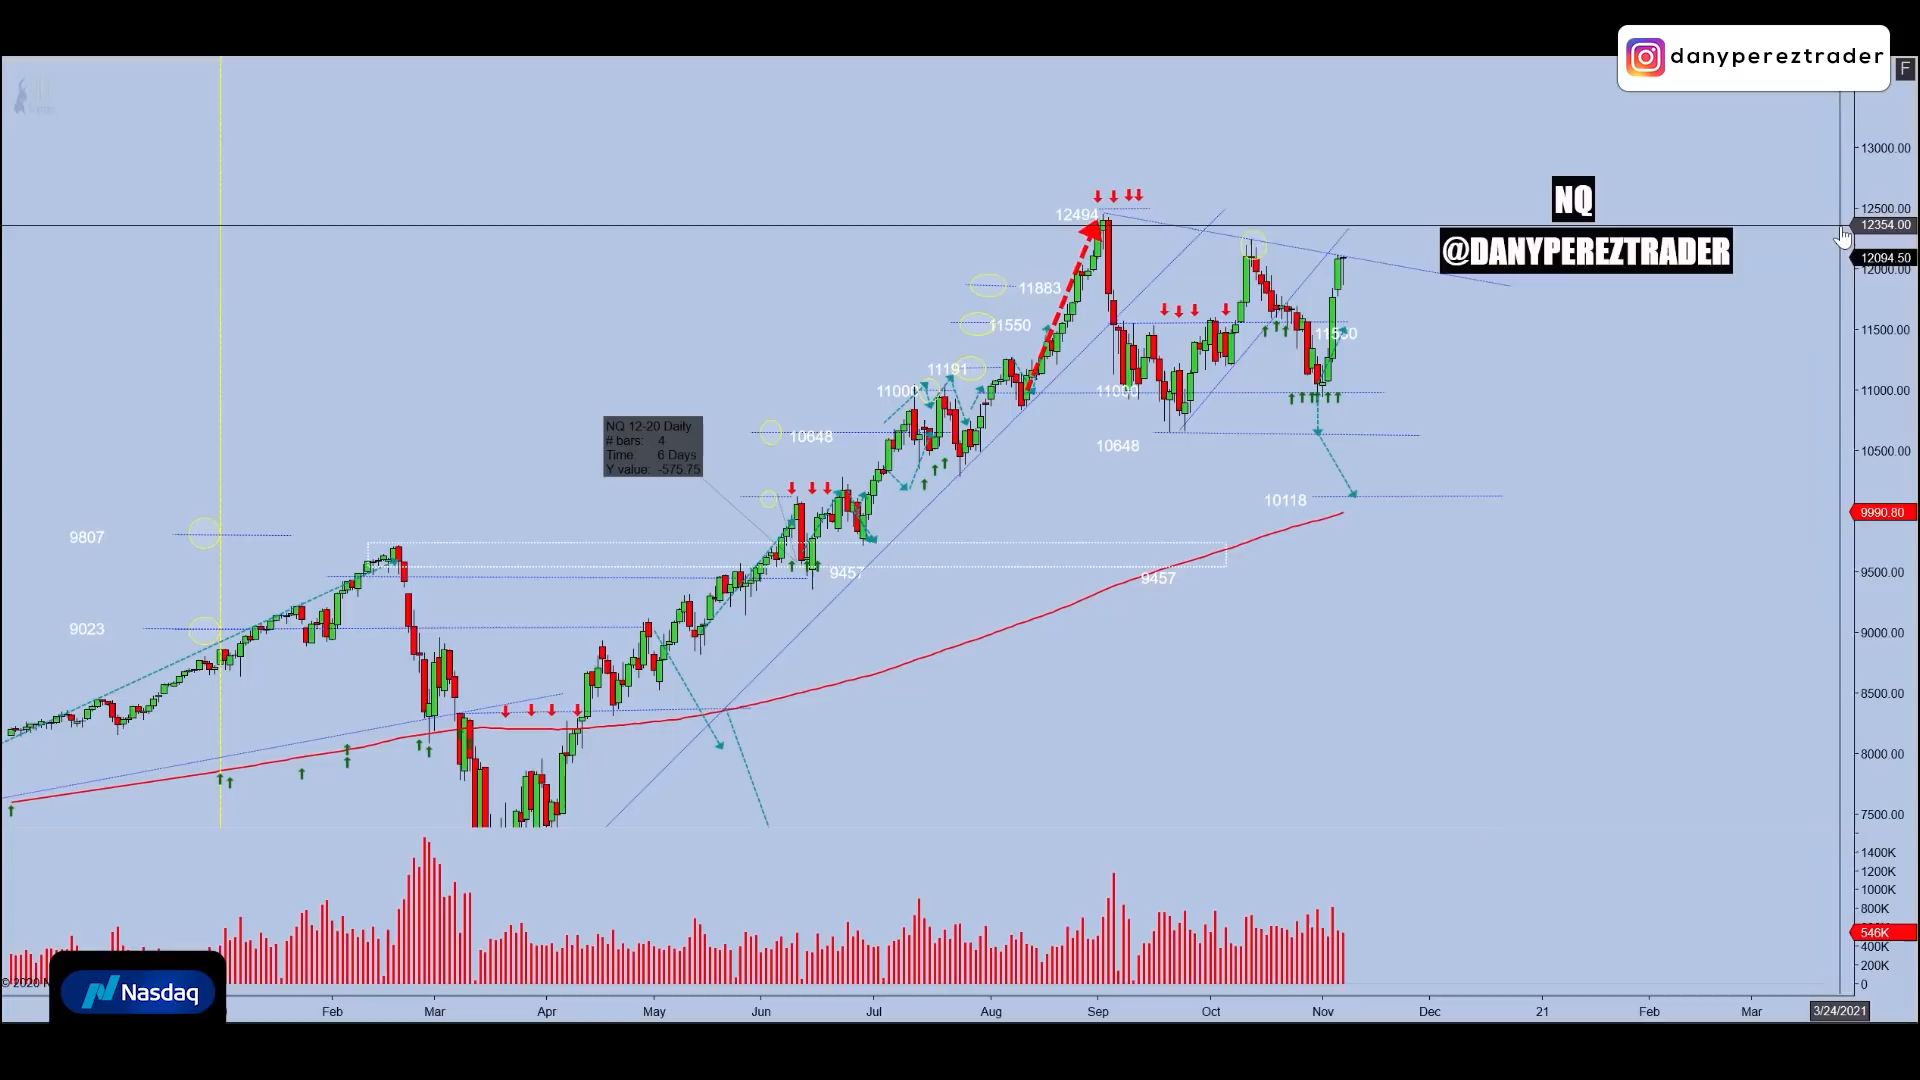 danypereztrader
F
NQ
@DANYPEREZTRADER
13000.00
12500.00
12354.00
12094.50
12000.00
11500.00
11000.00
10500.00
9990.80
9500.00
9000.00
8500.00
8000.00
7500.00
1400K
1200K
1000K
800K
546K
400K
200K
0
12494
11883
11550
11191
11000
10648
11550
11000
10648
10118
9457
9457
9807
9023
NQ 12-20 Daily
# bars: 4
Time: 6 Days
Y value: -575.75
© 2020 N
Nasdaq
Feb Mar Apr May Jun Jul Aug Sep Oct Nov Dec 21 Feb Mar 3/24/2021